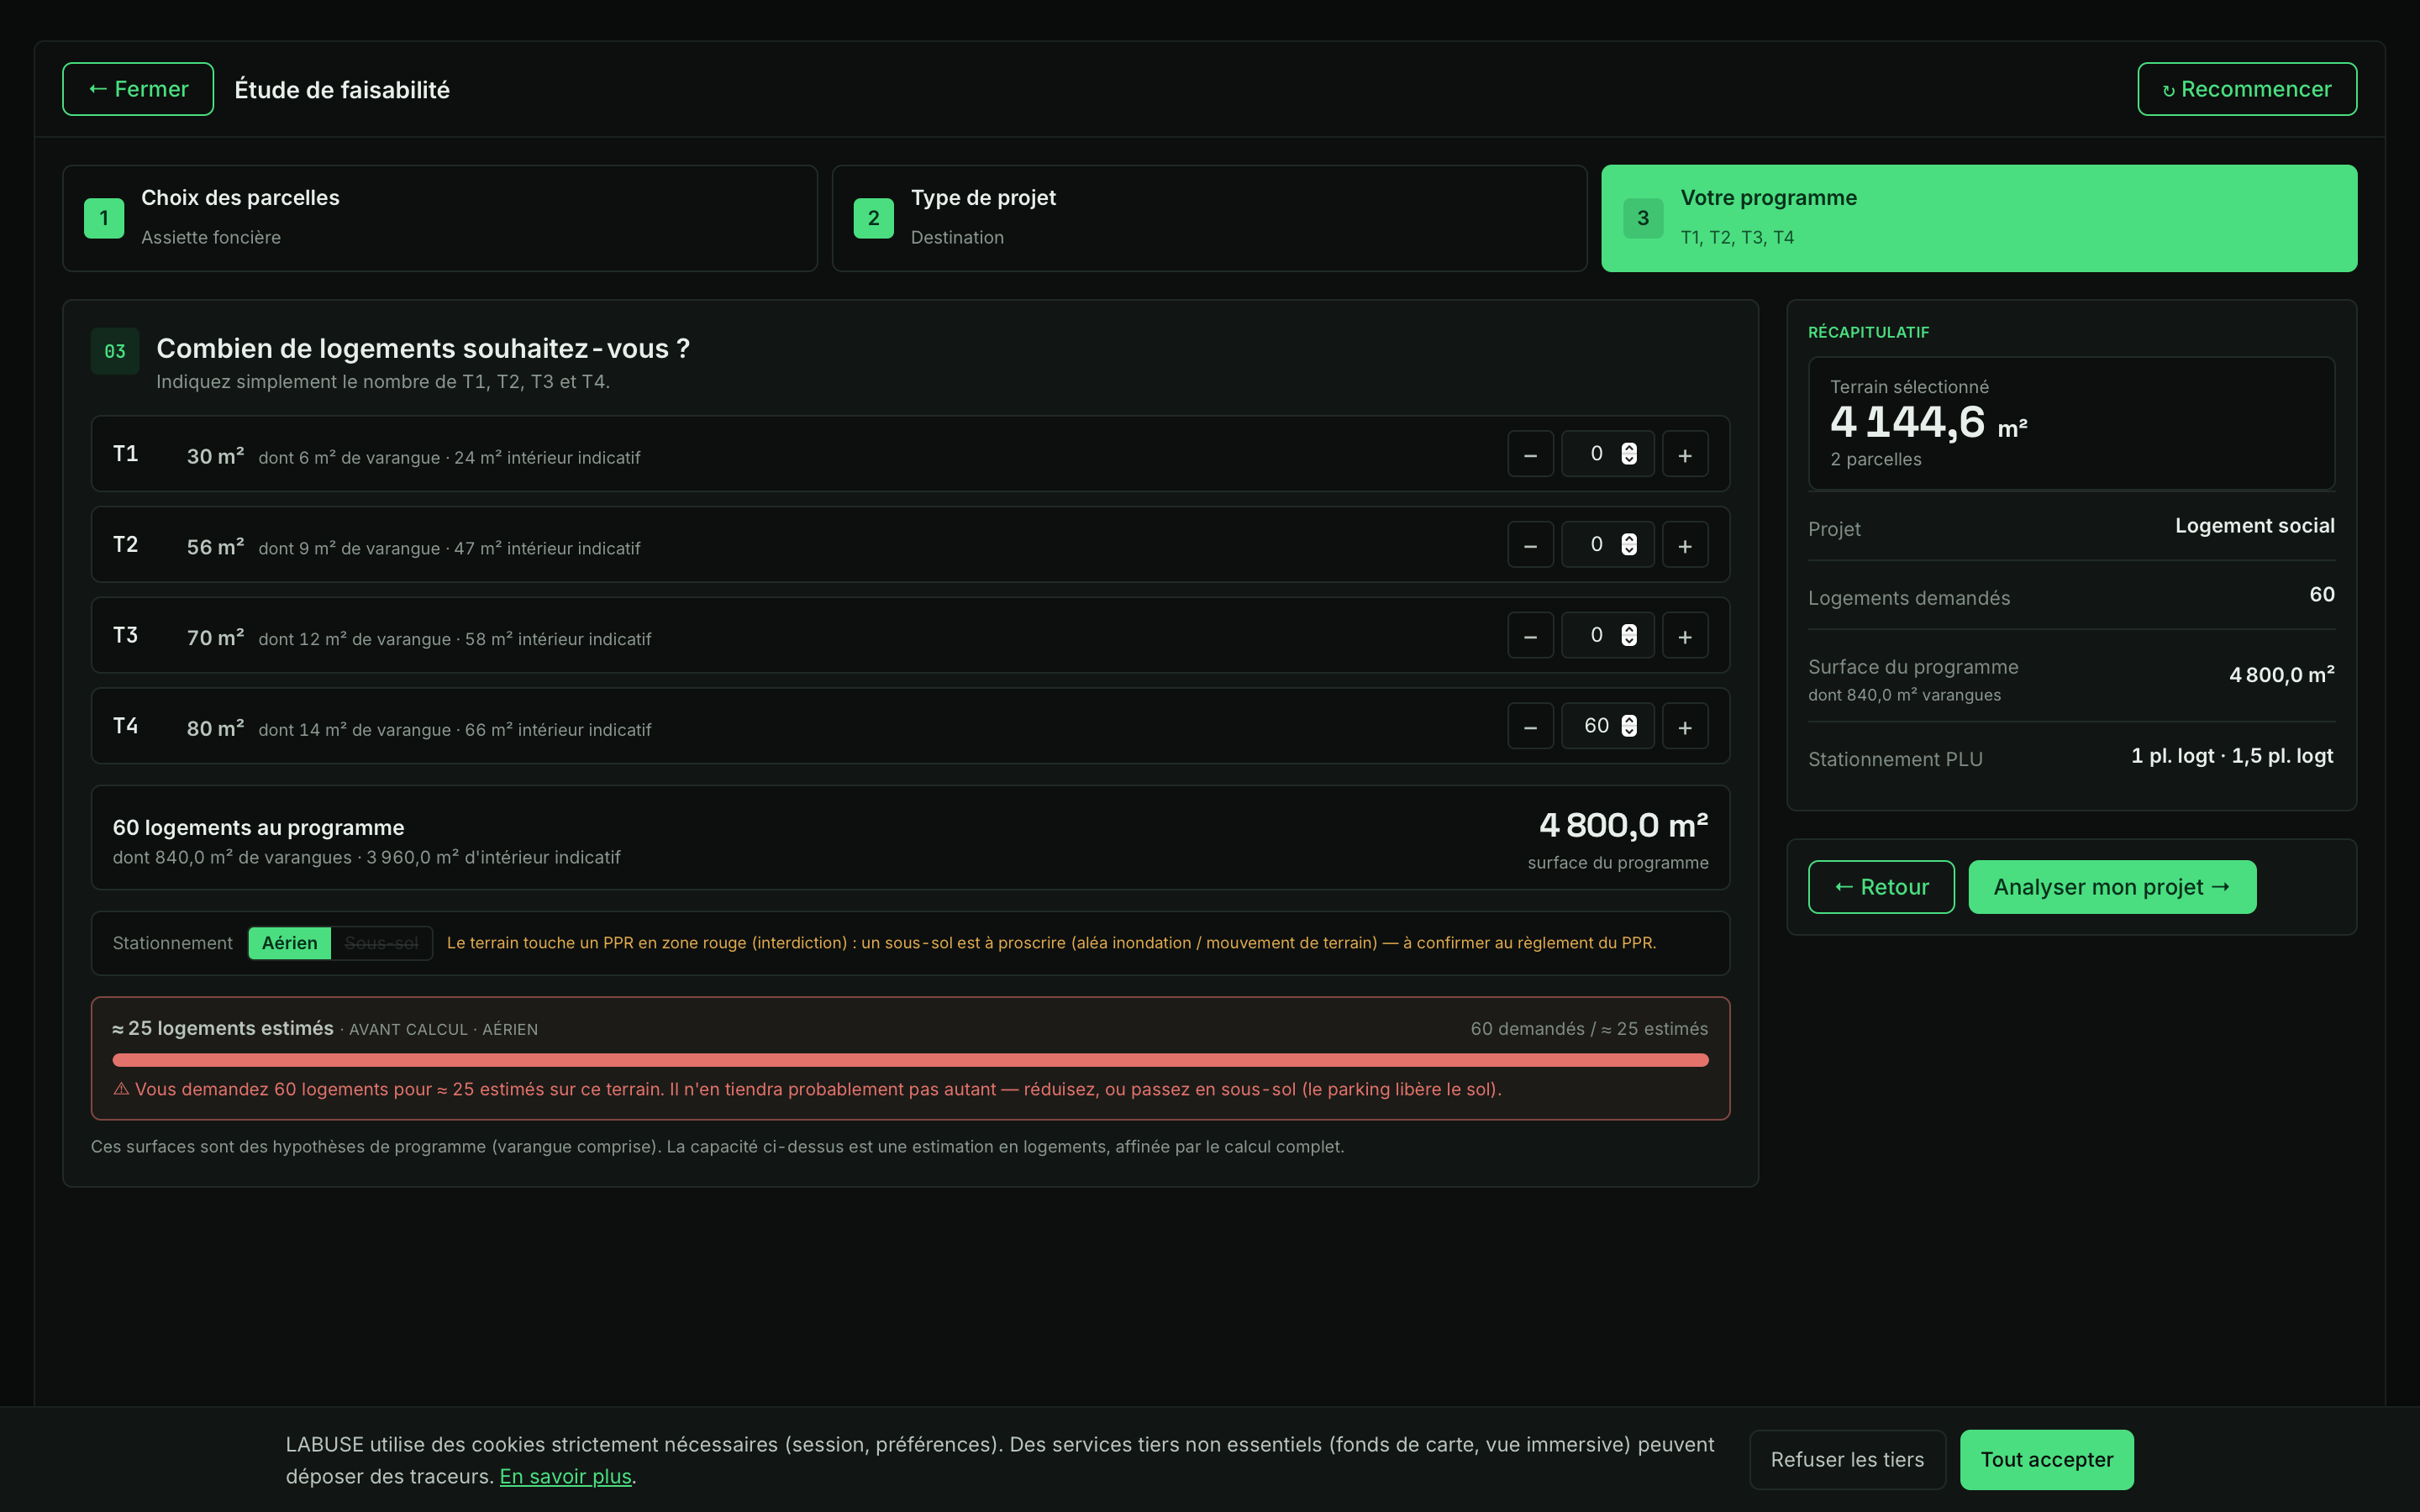 ← Fermer
Étude de faisabilité
↻ Recommencer
1
Choix des parcelles
Assiette foncière
2
Type de projet
Destination
3
Votre programme
T1, T2, T3, T4
03
Combien de logements souhaitez-vous ?
Indiquez simplement le nombre de T1, T2, T3 et T4.
T1 30 m² dont 6 m² de varangue · 24 m² intérieur indicatif − 0 +
T2 56 m² dont 9 m² de varangue · 47 m² intérieur indicatif − 0 +
T3 70 m² dont 12 m² de varangue · 58 m² intérieur indicatif − 0 +
T4 80 m² dont 14 m² de varangue · 66 m² intérieur indicatif − 60 +
60 logements au programme
dont 840,0 m² de varangues · 3 960,0 m² d'intérieur indicatif
4 800,0 m²
surface du programme
Stationnement Aérien Sous-sol Le terrain touche un PPR en zone rouge (interdiction) : un sous-sol est à proscrire (aléa inondation / mouvement de terrain) — à confirmer au règlement du PPR.
≈ 25 logements estimés · AVANT CALCUL · AÉRIEN
60 demandés / ≈ 25 estimés
⚠ Vous demandez 60 logements pour ≈ 25 estimés sur ce terrain. Il n'en tiendra probablement pas autant — réduisez, ou passez en sous-sol (le parking libère le sol).
Ces surfaces sont des hypothèses de programme (varangue comprise). La capacité ci-dessus est une estimation en logements, affinée par le calcul complet.
RÉCAPITULATIF
Terrain sélectionné
4 144,6 m²
2 parcelles
Projet Logement social
Logements demandés 60
Surface du programme 4 800,0 m²
dont 840,0 m² varangues
Stationnement PLU 1 pl. logt · 1,5 pl. logt
← Retour
Analyser mon projet →
LABUSE utilise des cookies strictement nécessaires (session, préférences). Des services tiers non essentiels (fonds de carte, vue immersive) peuvent
déposer des traceurs. En savoir plus.
Refuser les tiers
Tout accepter